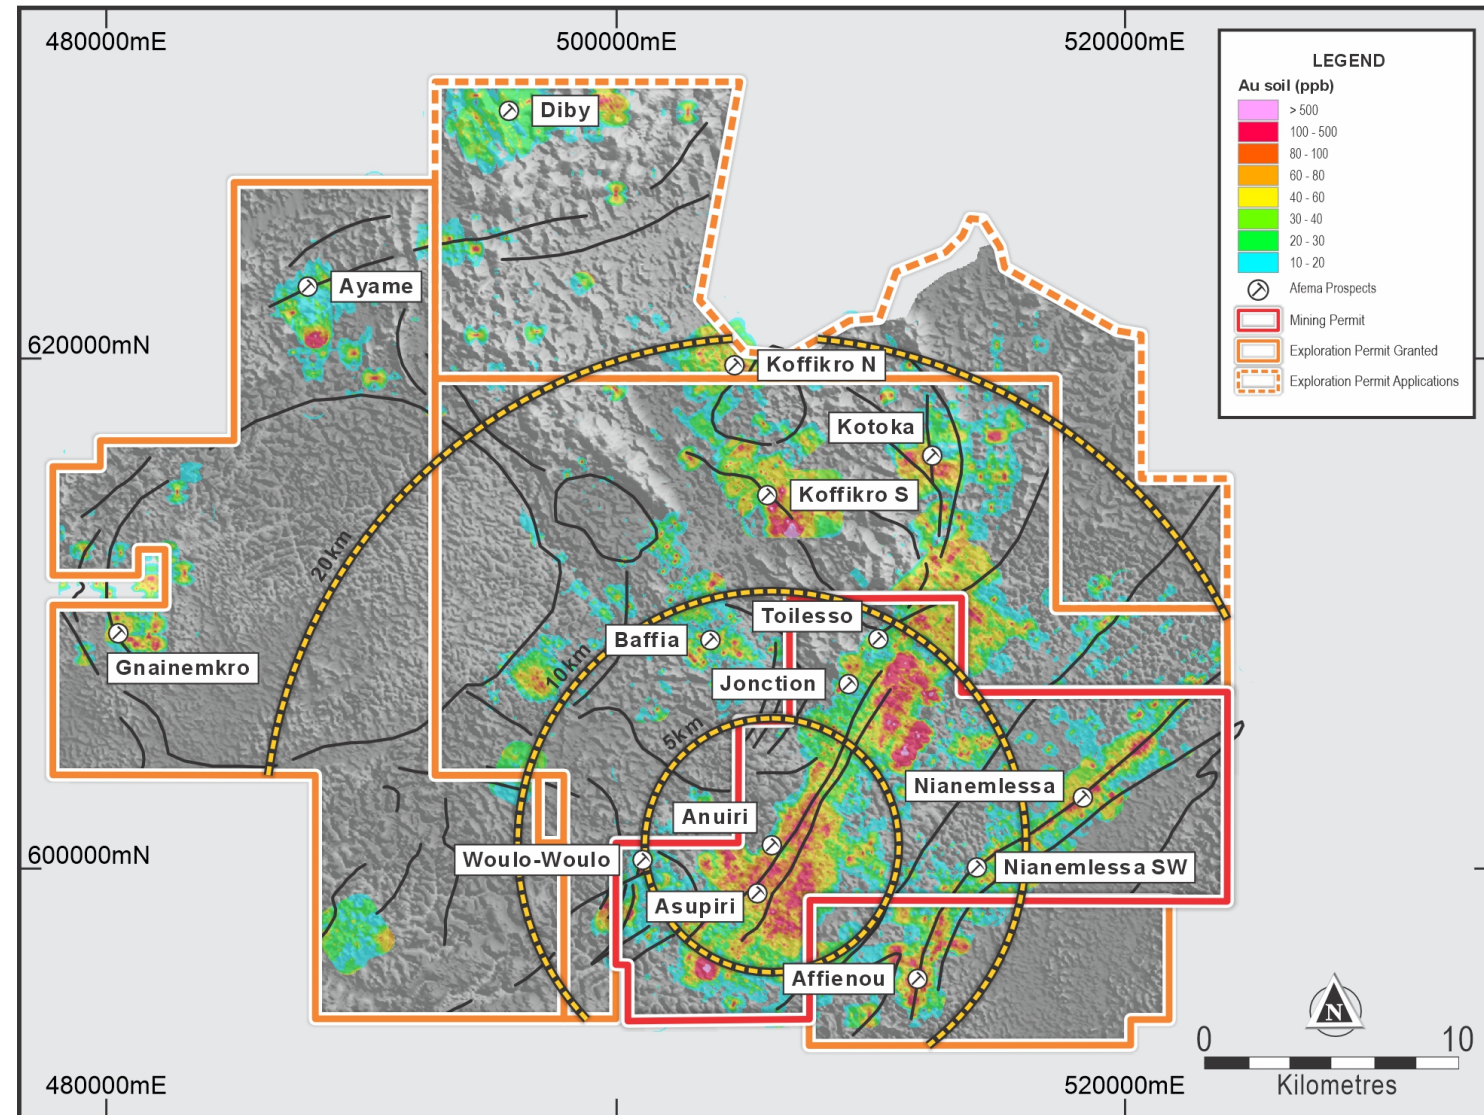 480000mE
500000mE
520000mE
LEGEND
Au soil (ppb)
> 500
100 - 500
80 - 100
60 - 80
40 - 60
30 - 40
20 - 30
10 - 20
Afema Prospects
Mining Permit
Exploration Permit Granted
Exploration Permit Applications
Diby
Ayame
620000mN
Koffikro N
Kotoka
Koffikro S
20km
Toilesso
Baffia
10km
Gnainemkro
Jonction
5km
Nianemlessa
Anuiri
600000mN
Woulo-Woulo
Nianemlessa SW
Asupiri
Affienou
N
0
10
Kilometres
480000mE
520000mE